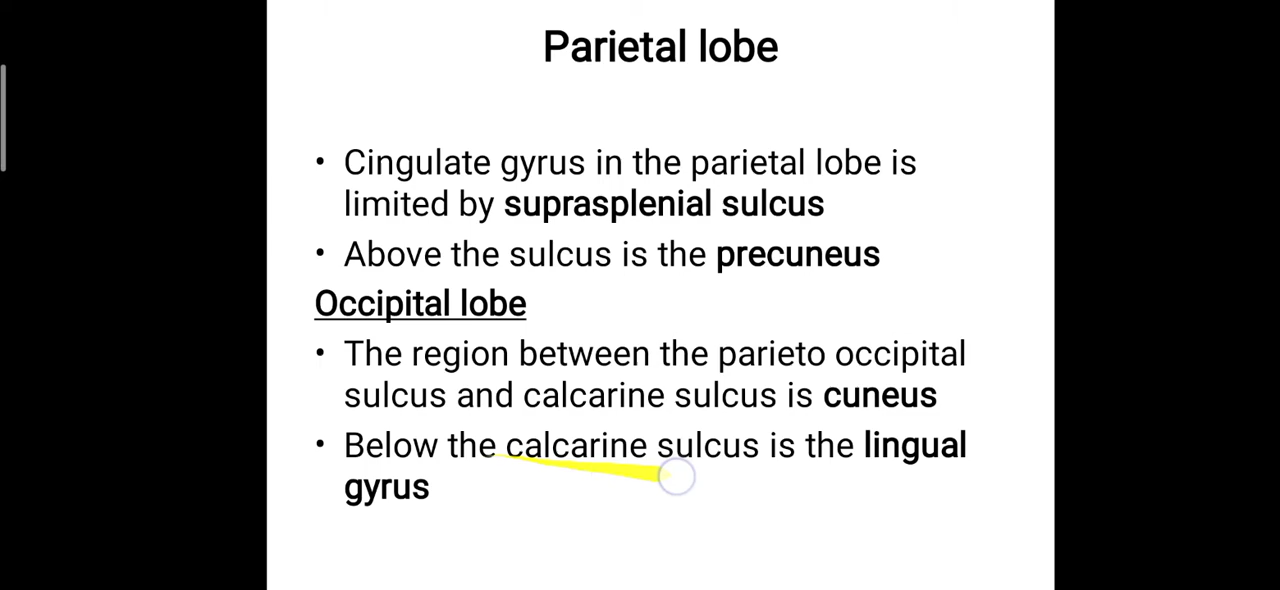 Parietal lobe
• Cingulate gyrus in the parietal lobe is
limited by suprasplenial sulcus
• Above the sulcus is the precuneus
Occipital lobe
• The region between the parieto occipital
sulcus and calcarine sulcus is cuneus
• Below the calcarine sulcus is the lingual
gyrus